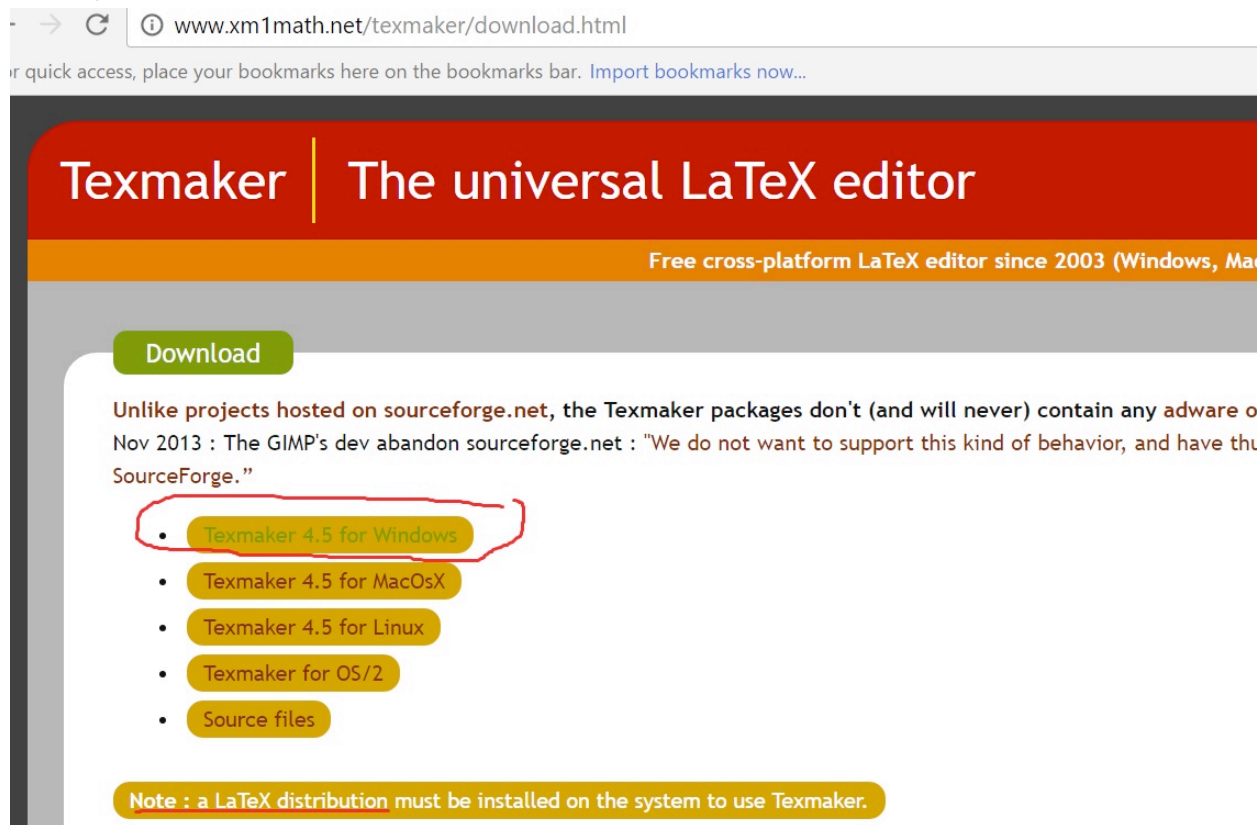 www.xm1math.net/texmaker/download.html
r quick access, place your bookmarks here on the bookmarks bar. Import bookmarks now...
Texmaker The universal LaTeX editor
Free cross-platform LaTeX editor since 2003 (Windows, Mac
Download
Unlike projects hosted on sourceforge.net, the Texmaker packages don't (and will never) contain any adware o
Nov 2013 : The GIMP's dev abandon sourceforge.net : "We do not want to support this kind of behavior, and have thu
SourceForge.”
• Texmaker 4.5 for Windows
• Texmaker 4.5 for MacOsX
• Texmaker 4.5 for Linux
• Texmaker for OS/2
• Source files
Note : a LaTeX distribution must be installed on the system to use Texmaker.